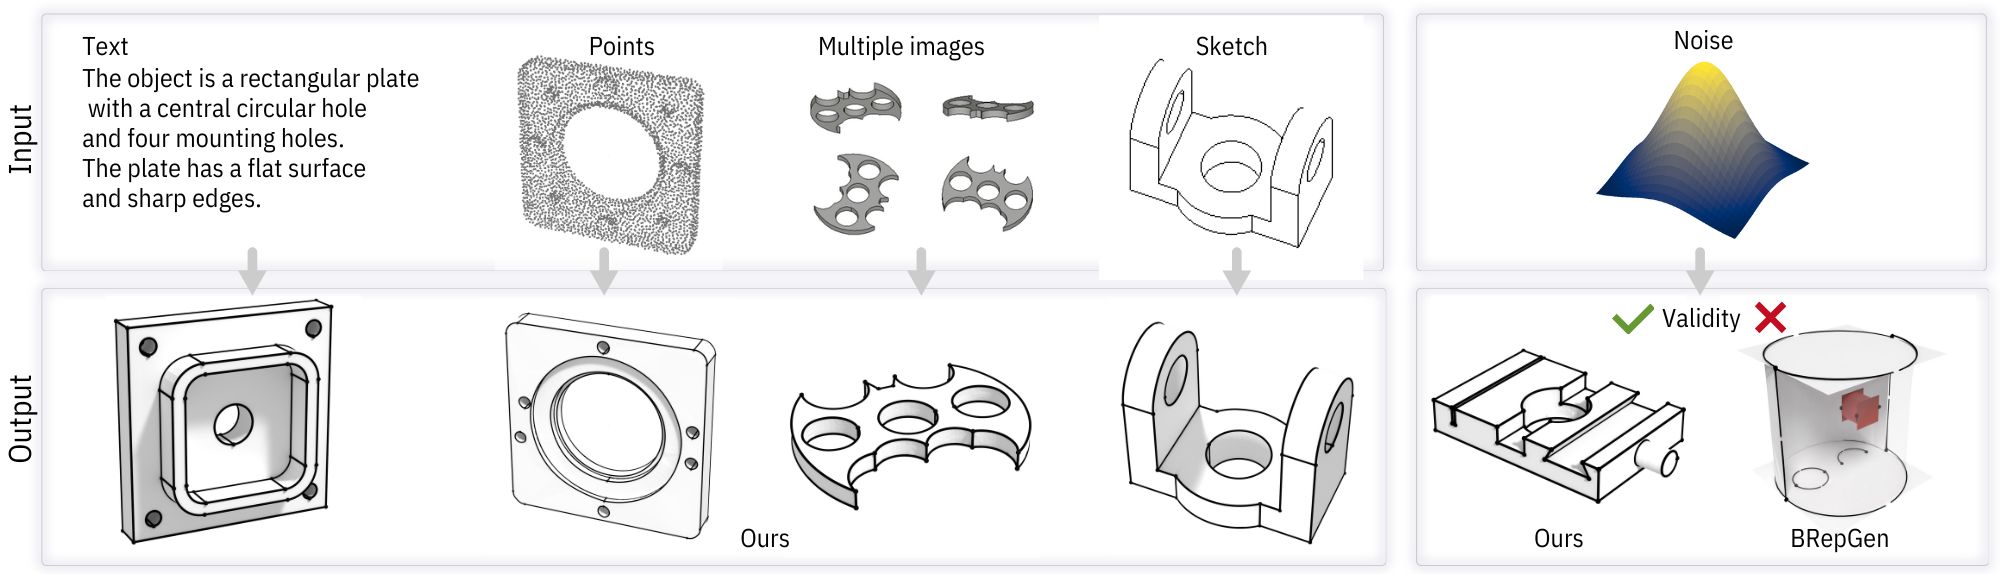 Input
Text
The object is a rectangular plate
with a central circular hole
and four mounting holes.
The plate has a flat surface
and sharp edges.
Points
Multiple images
Sketch
Noise
Output
Ours
Validity
Ours
BRepGen